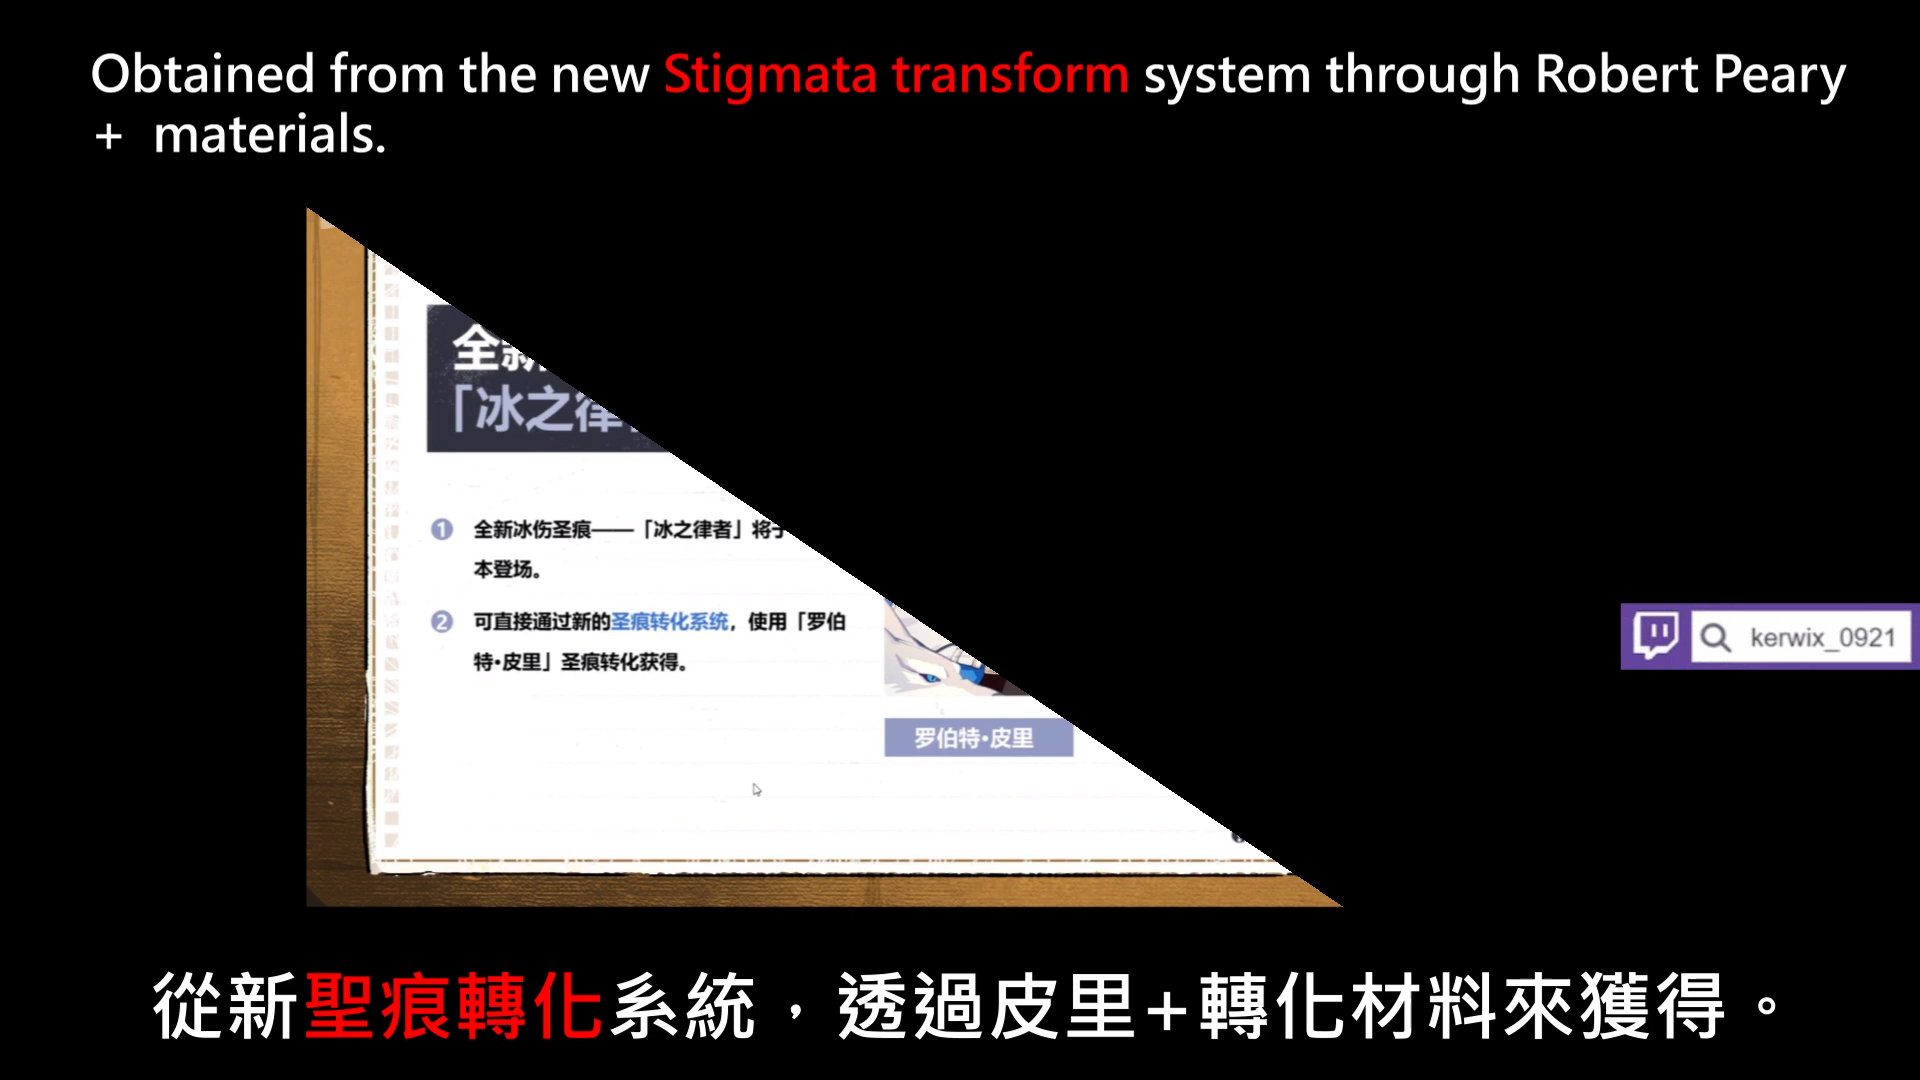 Obtained from the new Stigmata transform system through Robert Peary
+ materials.
全新
「冰之律
1 全新冰伤圣痕——「冰之律者」将于
本登场。
2 可直接通过新的圣痕转化系统，使用「罗伯
特·皮里」圣痕转化获得。
罗伯特·皮里
kerwix_0921
從新聖痕轉化系統，透過皮里+轉化材料來獲得。